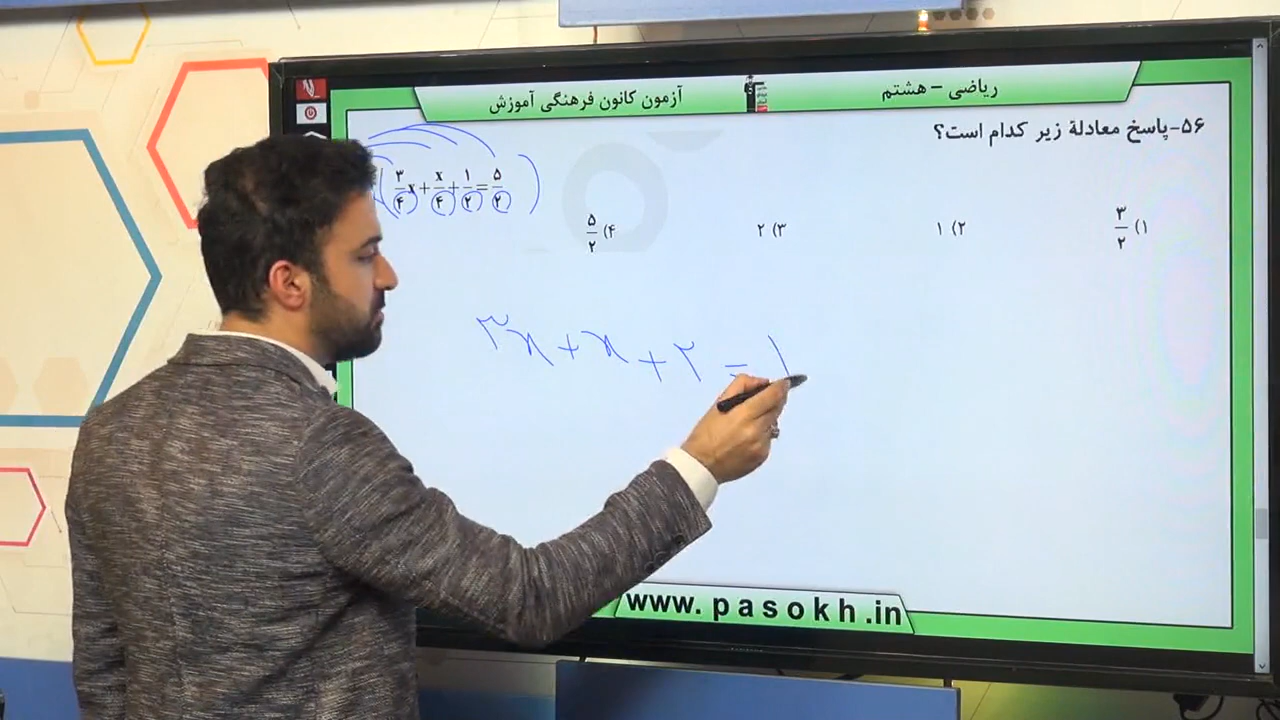 ریاضی – هشتم
آزمون کانون فرهنگی آموزش
۵۶-پاسخ معادلهٔ زیر کدام است؟
(۳/۴x+x/۴+۱/۲=۵/۲)
۱) ۳/۲
۲) ۱
۳) ۲
۴) ۵/۲
۳x + x + ۲ = ۱
www. pasokh.in